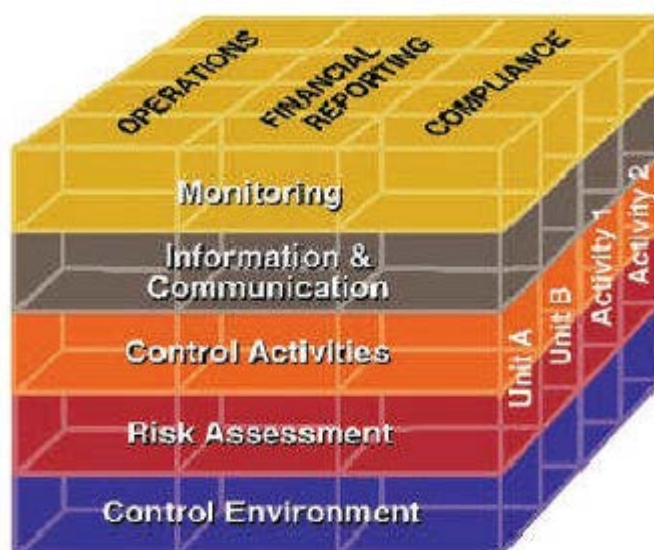 OPERATIONS
FINANCIAL
REPORTING
COMPLIANCE
Monitoring
Information &
Communication
Control Activities
Risk Assessment
Control Environment
Unit A
Unit B
Activity 1
Activity 2